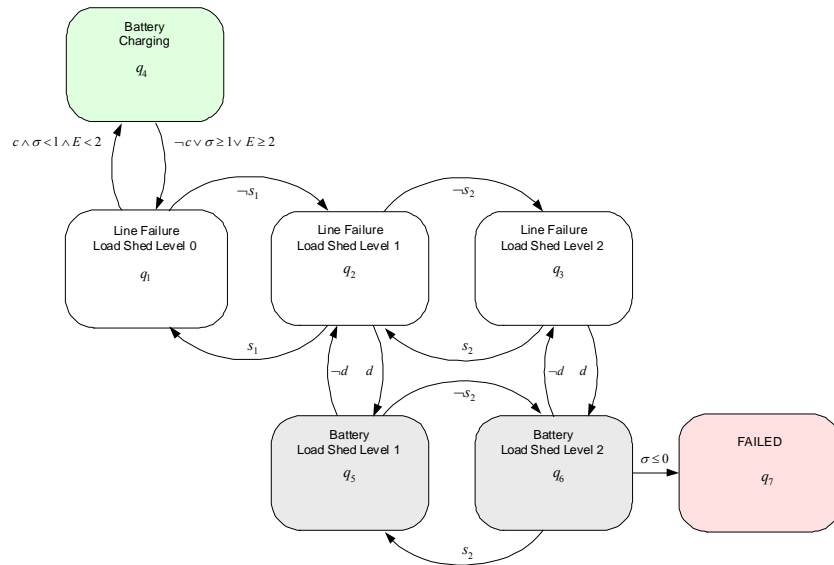 Battery
Charging
q₄
c ∧ σ < 1 ∧ E < 2
¬c ∨ σ ≥ 1 ∨ E ≥ 2
¬s₁
¬s₂
Line Failure
Load Shed Level 0
q₁
Line Failure
Load Shed Level 1
q₂
Line Failure
Load Shed Level 2
q₃
s₁
s₂
¬d
d
¬d
d
¬s₂
Battery
Load Shed Level 1
q₅
Battery
Load Shed Level 2
q₆
σ ≤ 0
FAILED
q₇
s₂